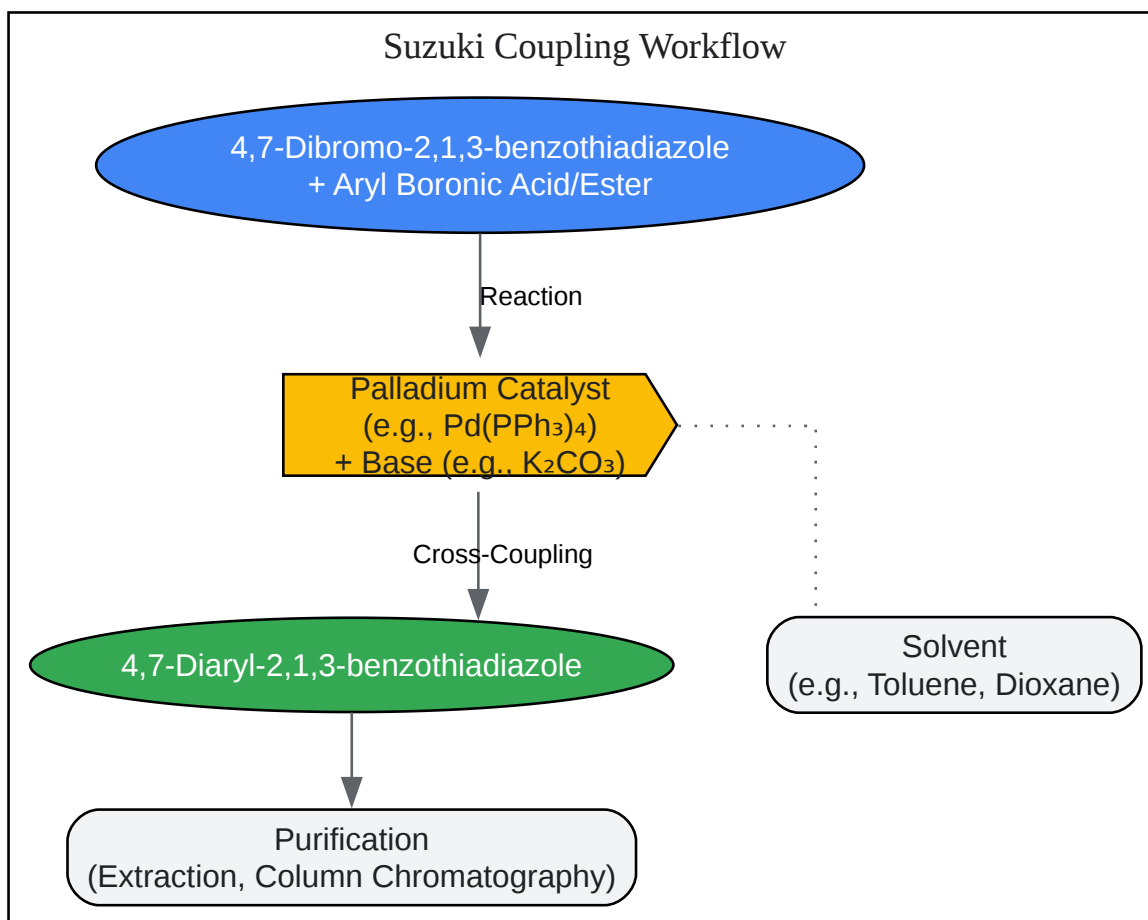 Suzuki Coupling Workflow
4,7-Dibromo-2,1,3-benzothiadiazole
+ Aryl Boronic Acid/Ester
Reaction
Palladium Catalyst
(e.g., Pd(PPh₃)₄)
+ Base (e.g., K₂CO₃)
Cross-Coupling
4,7-Diaryl-2,1,3-benzothiadiazole
Solvent
(e.g., Toluene, Dioxane)
Purification
(Extraction, Column Chromatography)